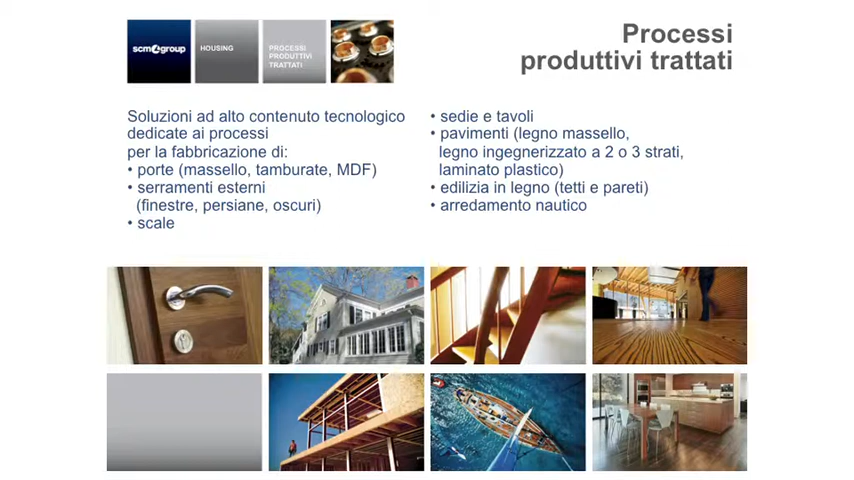 scm group
HOUSING
PROCESSI
PRODUTTIVI
TRATTATI
Processi
produttivi trattati
Soluzioni ad alto contenuto tecnologico
dedicate ai processi
per la fabbricazione di:
• porte (massello, tamburate, MDF)
• serramenti esterni
(finestre, persiane, oscuri)
• scale
• sedie e tavoli
• pavimenti (legno massello,
legno ingegnerizzato a 2 o 3 strati,
laminato plastico)
• edilizia in legno (tetti e pareti)
• arredamento nautico